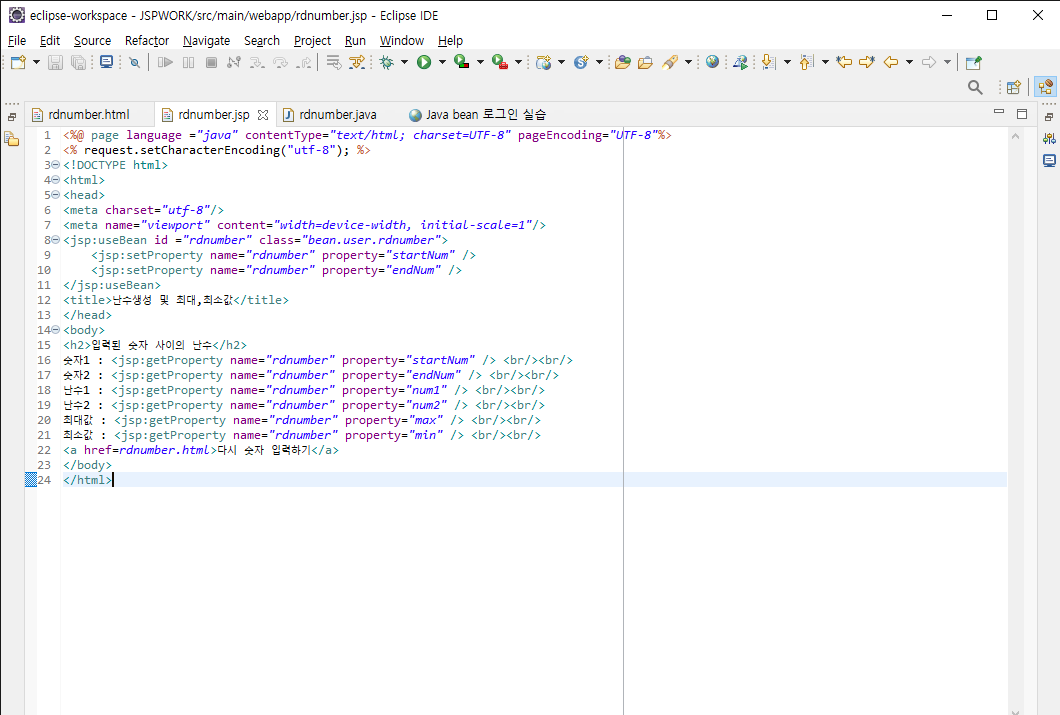 eclipse-workspace - JSPWORK/src/main/webapp/rdnumber.jsp - Eclipse IDE
File Edit Source Refactor Navigate Search Project Run Window Help
rdnumber.html rdnumber.jsp rdnumber.java Java bean 로그인 실습
1 <%@ page language ="java" contentType="text/html; charset=UTF-8" pageEncoding="UTF-8"%>
2 <% request.setCharacterEncoding("utf-8"); %>
3 <!DOCTYPE html>
4 <html>
5 <head>
6 <meta charset="utf-8"/>
7 <meta name="viewport" content="width=device-width, initial-scale=1"/>
8 <jsp:useBean id ="rdnumber" class="bean.user.rdnumber">
9     <jsp:setProperty name="rdnumber" property="startNum" />
10     <jsp:setProperty name="rdnumber" property="endNum" />
11 </jsp:useBean>
12 <title>난수생성 및 최대,최소값</title>
13 </head>
14 <body>
15 <h2>입력된 숫자 사이의 난수</h2>
16 숫자1 : <jsp:getProperty name="rdnumber" property="startNum" /> <br/><br/>
17 숫자2 : <jsp:getProperty name="rdnumber" property="endNum" /> <br/><br/>
18 난수1 : <jsp:getProperty name="rdnumber" property="num1" /> <br/><br/>
19 난수2 : <jsp:getProperty name="rdnumber" property="num2" /> <br/><br/>
20 최대값 : <jsp:getProperty name="rdnumber" property="max" /> <br/><br/>
21 최소값 : <jsp:getProperty name="rdnumber" property="min" /> <br/><br/>
22 <a href=rdnumber.html>다시 숫자 입력하기</a>
23 </body>
24 </html>